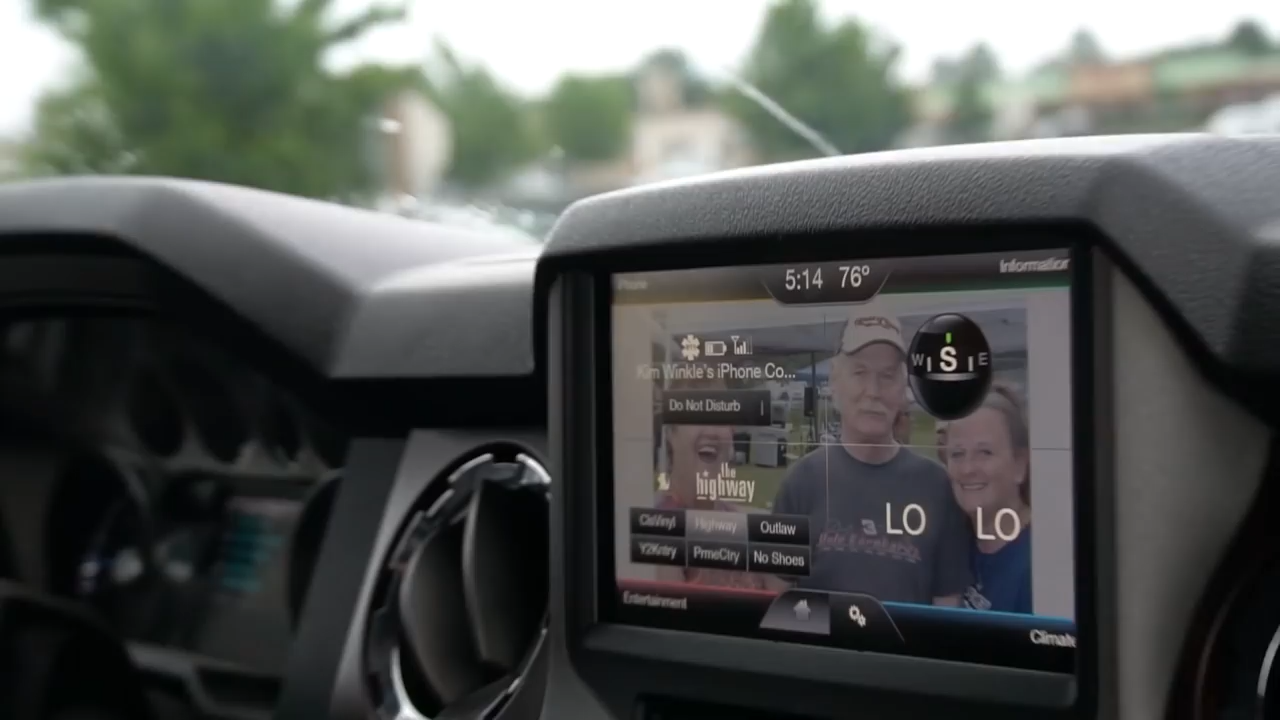 iPhone
5:14 76°
Information
W S E
Kim Winkle's iPhone Co...
Do Not Disturb
the
highway
LO LO
ClsVinyl Highway Outlaw
Y2Kntry PrmeCtry No Shoes
Entertainment
Climate